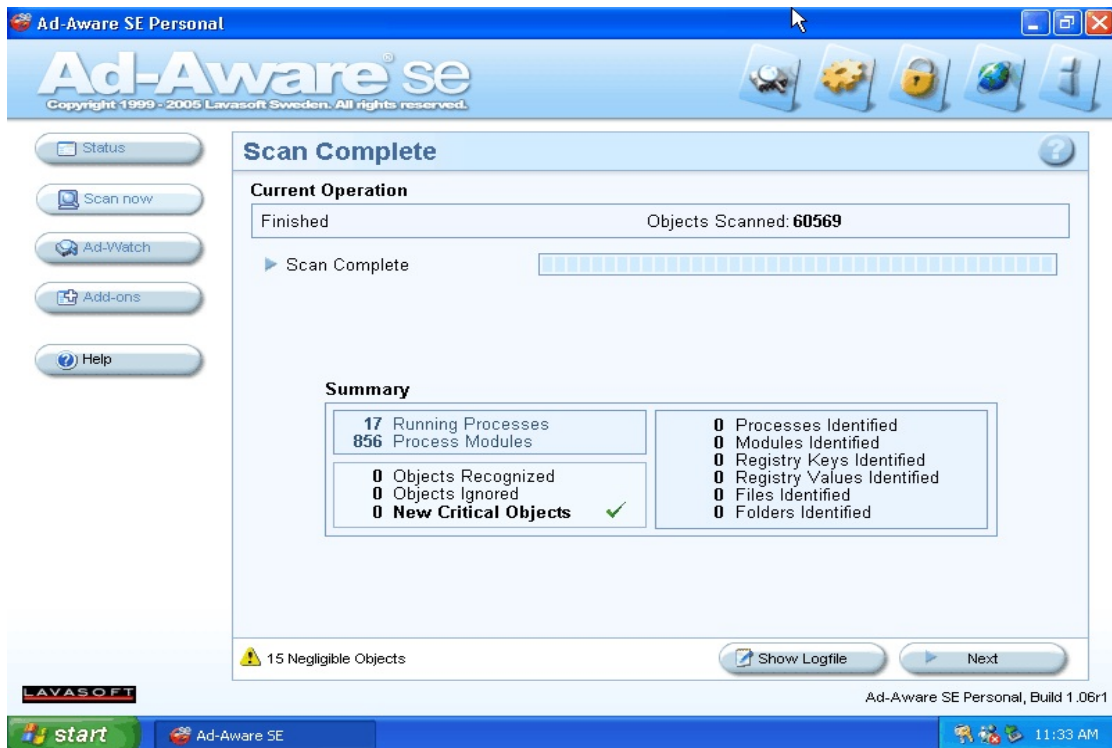 Ad-Aware SE Personal
Ad-Aware® SE
Copyright 1999 - 2005 Lavasoft Sweden. All rights reserved.
Status
Scan now
Ad-Watch
Add-ons
Help
Scan Complete
Current Operation
Finished Objects Scanned: 60569
Scan Complete
Summary
17 Running Processes
856 Process Modules
0 Objects Recognized
0 Objects Ignored
0 New Critical Objects
0 Processes Identified
0 Modules Identified
0 Registry Keys Identified
0 Registry Values Identified
0 Files Identified
0 Folders Identified
15 Negligible Objects
Show Logfile
Next
LAVASOFT
Ad-Aware SE Personal, Build 1.06r1
start
Ad-Aware SE
11:33 AM